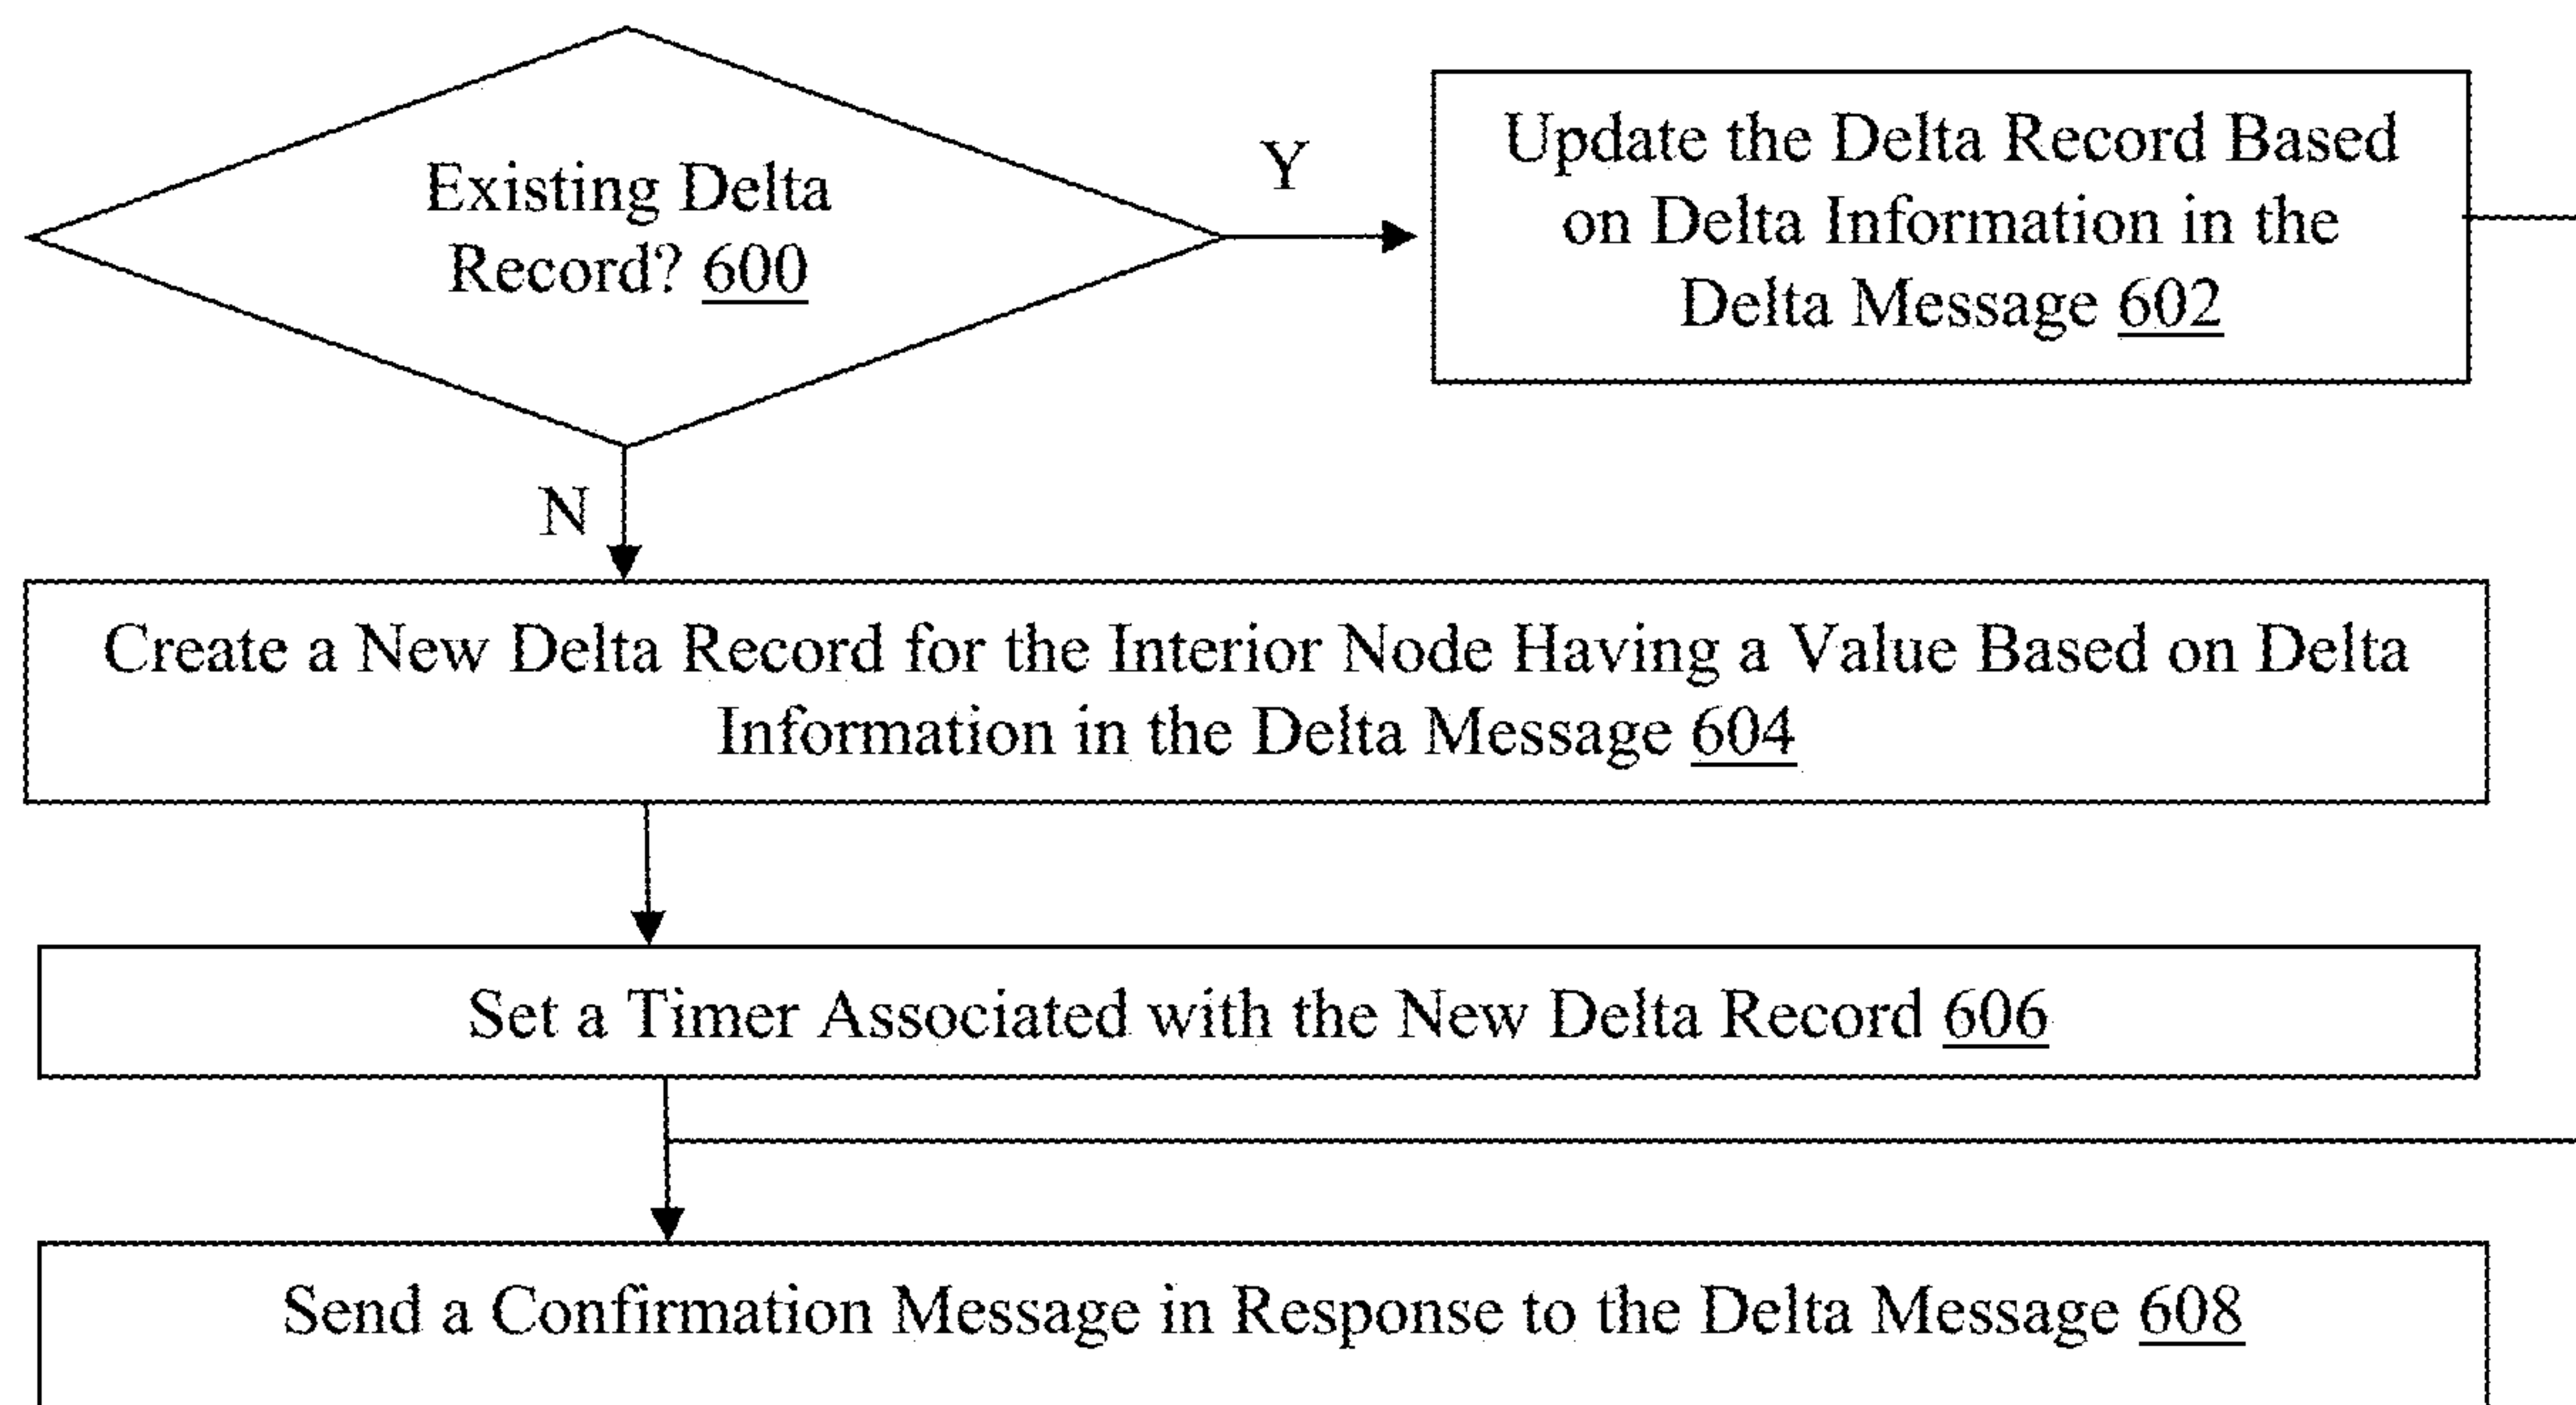 Existing Delta
Record? 600
Y
Update the Delta Record Based
on Delta Information in the
Delta Message 602
N
Create a New Delta Record for the Interior Node Having a Value Based on Delta
Information in the Delta Message 604
Set a Timer Associated with the New Delta Record 606
Send a Confirmation Message in Response to the Delta Message 608